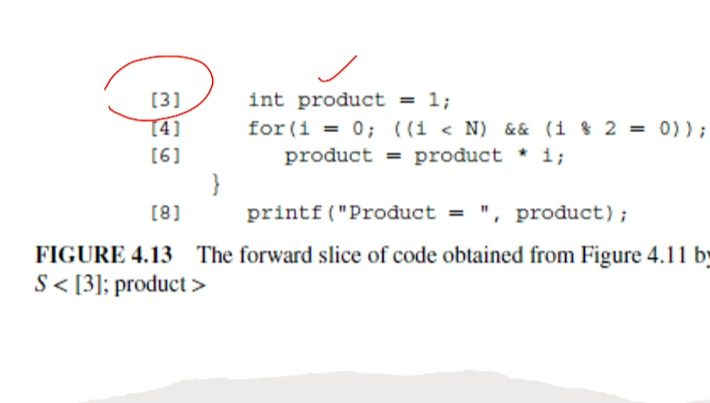 [3] int product = 1;
[4] for(i = 0; ((i < N) && (i % 2 = 0));
[6] product = product * i;
}
[8] printf("Product = ", product);
FIGURE 4.13 The forward slice of code obtained from Figure 4.11 by
S < [3]; product >